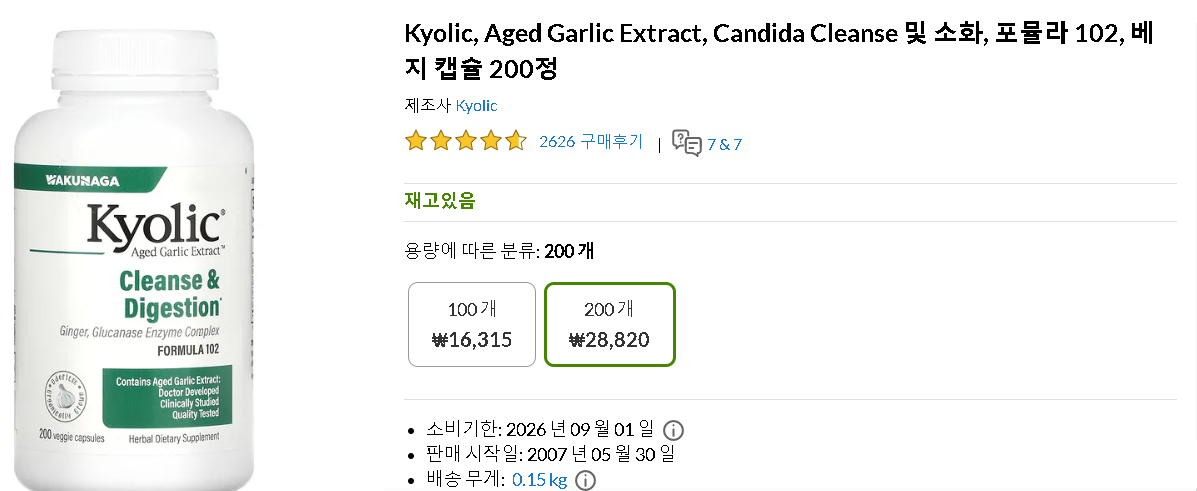 Kyolic, Aged Garlic Extract, Candida Cleanse 및 소화, 포뮬라 102, 베
지 캡슐 200정
제조사 Kyolic
2626 구매후기 | 7 & 7
재고있음
용량에 따른 분류: 200 개
100 개
₩16,315
200 개
₩28,820
소비기한: 2026 년 09 월 01 일
판매 시작일: 2007 년 05 월 30 일
배송 무게: 0.15 kg
WAKUNAGA
Kyolic®
Aged Garlic Extract™
Cleanse &
Digestion*
Ginger, Glucanase Enzyme Complex
FORMULA 102
Contains Aged Garlic Extract:
Doctor Developed
Clinically Studied
Quality Tested
200 veggie capsules
Herbal Dietary Supplement